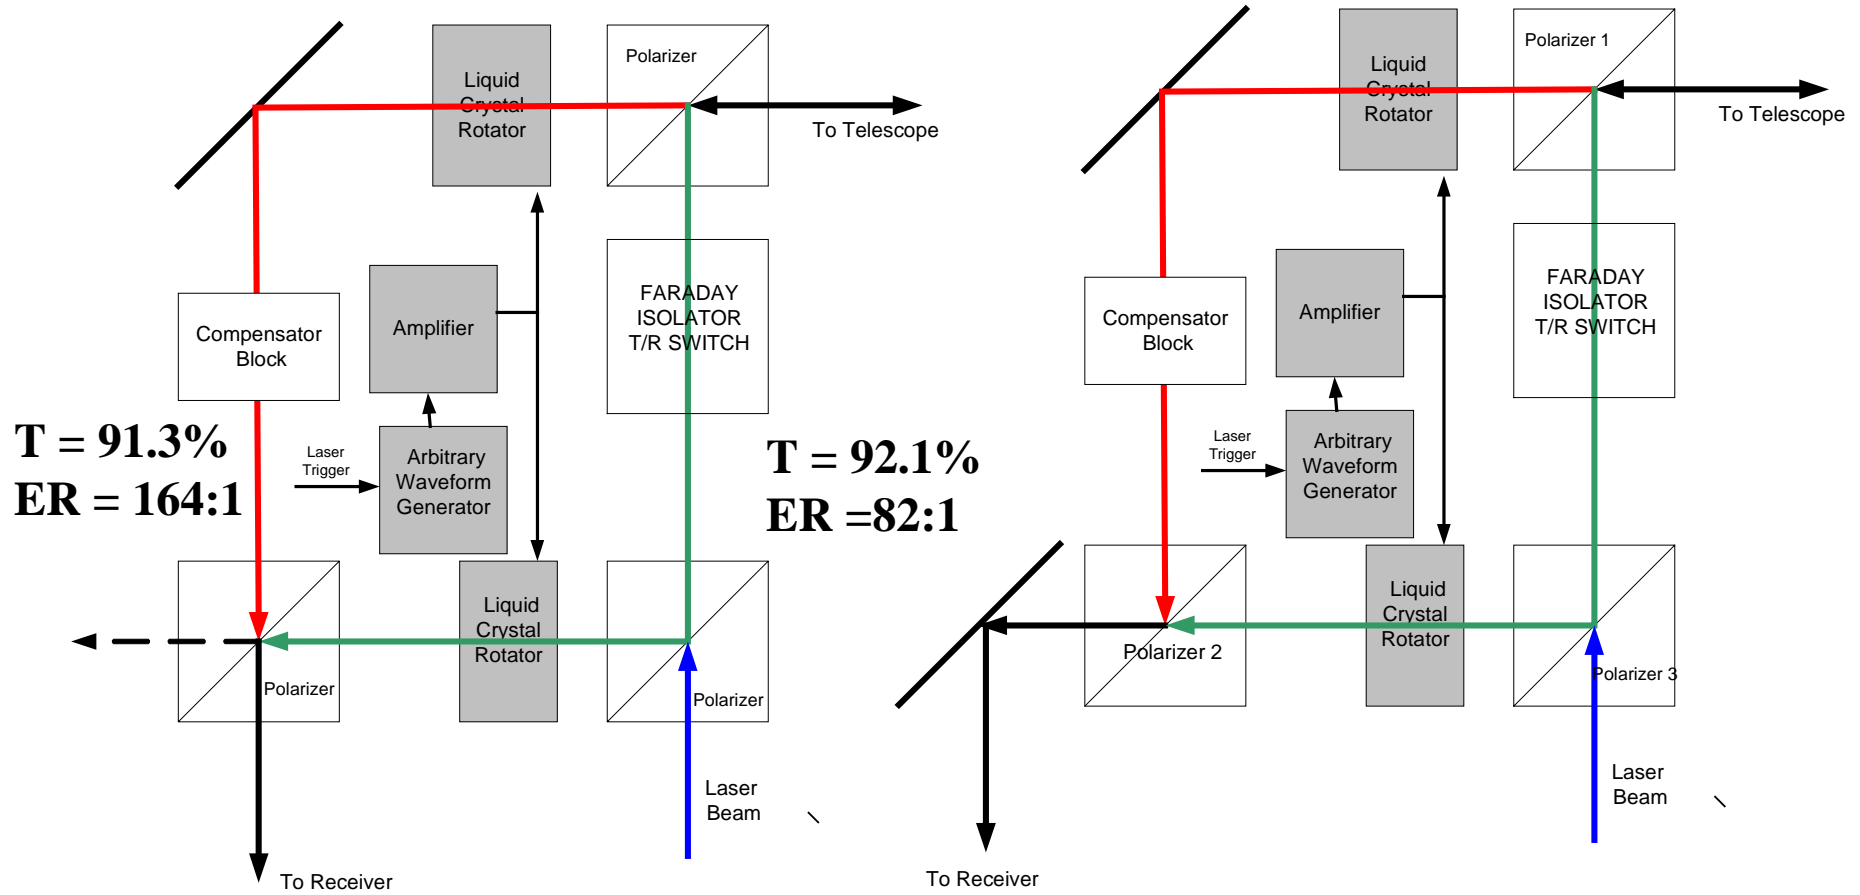 Polarizer
Liquid
Crystal
Rotator
To Telescope
FARADAY
ISOLATOR
T/R SWITCH
Amplifier
Compensator
Block
T = 91.3%
ER = 164:1
Laser
Trigger
Arbitrary
Waveform
Generator
Liquid
Crystal
Rotator
Polarizer
Polarizer
Laser
Beam
To Receiver
Polarizer 1
Liquid
Crystal
Rotator
To Telescope
FARADAY
ISOLATOR
T/R SWITCH
Amplifier
Compensator
Block
T = 92.1%
ER =82:1
Laser
Trigger
Arbitrary
Waveform
Generator
Liquid
Crystal
Rotator
Polarizer 2
Polarizer 3
Laser
Beam
To Receiver